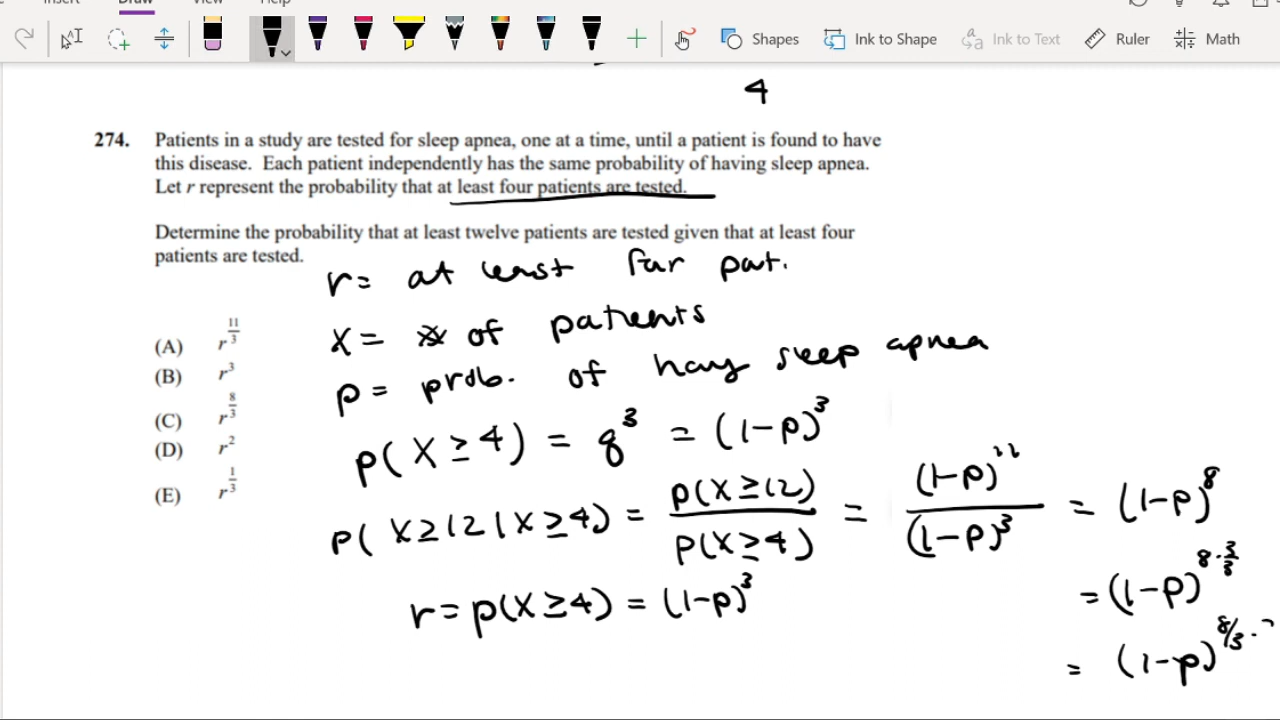 Insert Draw View Help
Shapes Ink to Shape Ink to Text Ruler Math
4
274. Patients in a study are tested for sleep apnea, one at a time, until a patient is found to have
this disease. Each patient independently has the same probability of having sleep apnea.
Let r represent the probability that at least four patients are tested.
Determine the probability that at least twelve patients are tested given that at least four
patients are tested.
r = at least four pat.
(A) r^(11/3)
X = # of patients
(B) r^3
p = prob. of havg sleep apnea
(C) r^(8/3)
(D) r^2
P(X ≥ 4) = q^3 = (1-p)^3
(E) r^(1/3)
P(X ≥ 12 | X ≥ 4) = P(X ≥ 12) / P(X ≥ 4) = (1-p)^11 / (1-p)^3 = (1-p)^8
r = P(X ≥ 4) = (1-p)^3
= (1-p)^(8·3/3)
= (1-p)^(8/3 ·